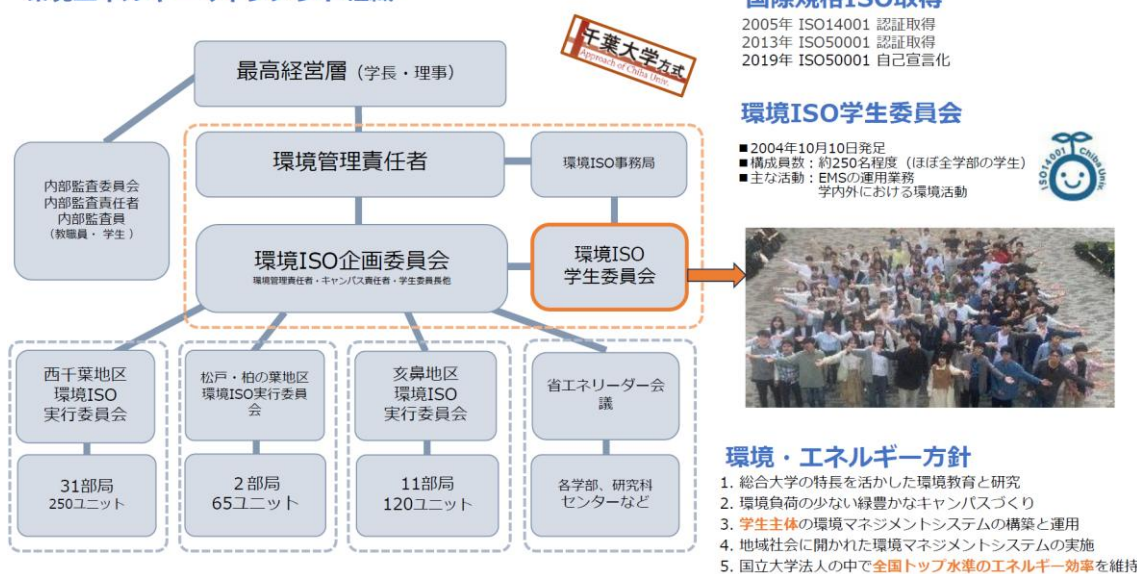 国際規格ISO取得
2005年 ISO14001 認証取得
2013年 ISO50001 認証取得
2019年 ISO50001 自己宣言化
千葉大学方式
Approach of Chiba Univ.
最高経営層（学長・理事）
環境管理責任者
環境ISO事務局
内部監査委員会
内部監査責任者
内部監査員
（教職員・ 学生 ）
環境ISO企画委員会
環境管理責任者・キャンパス責任者・学生委員長他
環境ISO
学生委員会
西千葉地区
環境ISO
実行委員会
松戸・柏の葉地区
環境ISO実行委員
会
亥鼻地区
環境ISO
実行委員会
省エネリーダー会
議
31部局
250ユニット
２部局
65ユニット
11部局
120ユニット
各学部、研究科
センターなど
環境ISO学生委員会
■2004年10月10日発足
■構成員数：約250名程度（ほぼ全学部の学生）
■主な活動：EMSの運用業務
学内外における環境活動
ISO14001 Chiba Univ.
環境・エネルギー方針
1. 総合大学の特長を活かした環境教育と研究
2. 環境負荷の少ない緑豊かなキャンパスづくり
3. 学生主体の環境マネジメントシステムの構築と運用
4. 地域社会に開かれた環境マネジメントシステムの実施
5. 国立大学法人の中で全国トップ水準のエネルギー効率を維持